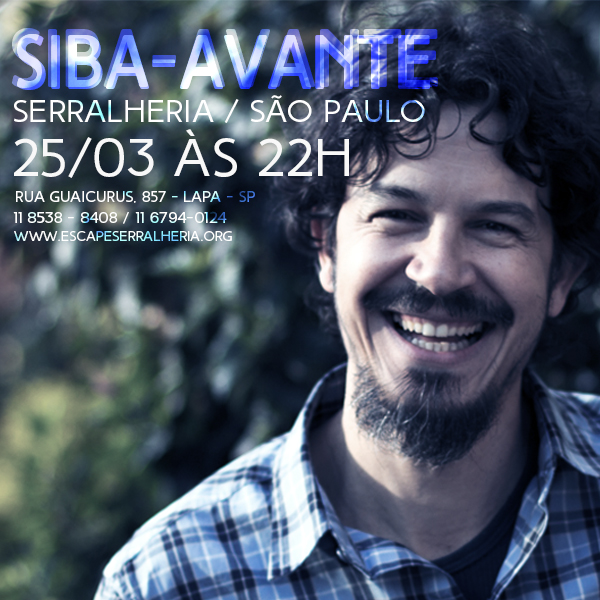 SIBA-AVANTE
SERRALHERIA / SÃO PAULO
25/03 ÀS 22H
RUA GUAICURUS, 857 - LAPA - SP
11 8538 - 8408 / 11 6794-0124
WWW.ESCAPESERRALHERIA.ORG